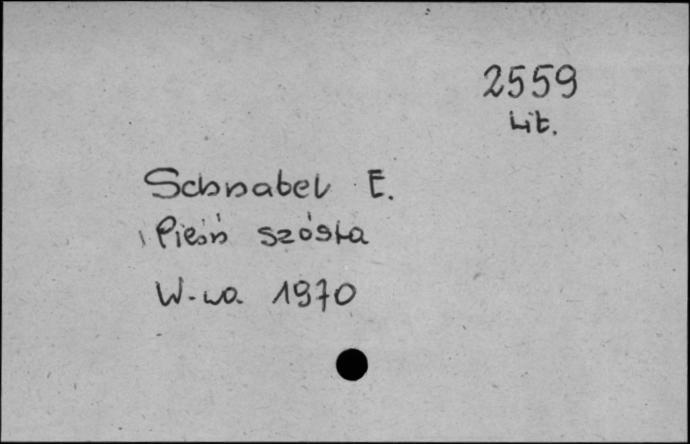 2559
Lit.
Schnabel E.
Pieśń szósta
W-wa 1970